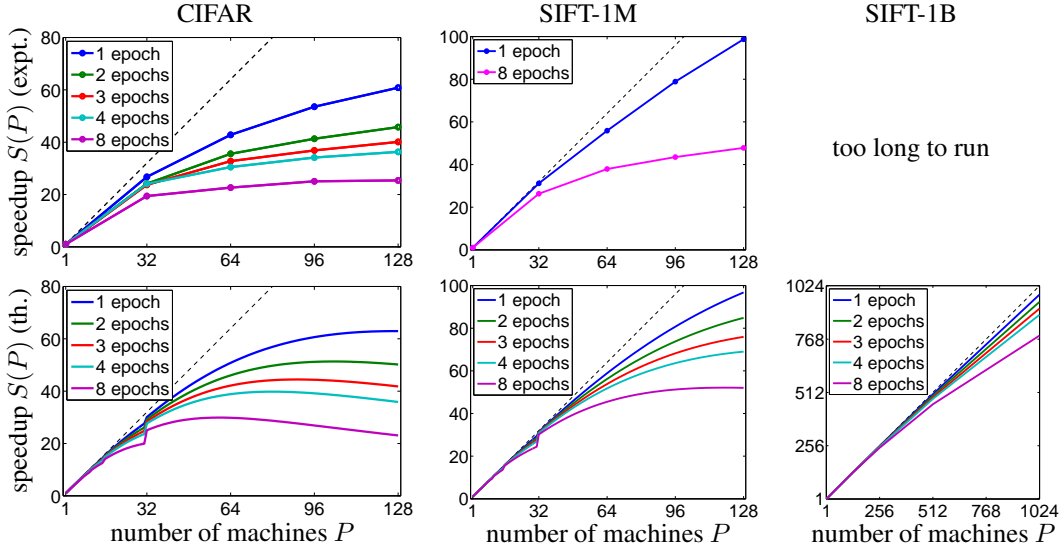 CIFAR
SIFT-1M
SIFT-1B
speedup S(P) (expt.)
80
60
40
20
0
1 epoch
2 epochs
3 epochs
4 epochs
8 epochs
1 32 64 96 128
100
80
60
40
20
0
1
epoch
8 epochs
1 32 64 96 128
too long to run
speedup S(P) (th.)
80
60
40
20
0
1 epoch
2 epochs
3 epochs
4 epochs
8 epochs
1 32 64 96 128
number of machines P
100
80
60
40
20
0
1 epoch
2 epochs
3 epochs
4 epochs
8 epochs
1 32 64 96 128
number of machines P
1024
768
512
256
1
1 epoch
2 epochs
3 epochs
4 epochs
8 epochs
1 256 512 768 1024
number of machines P